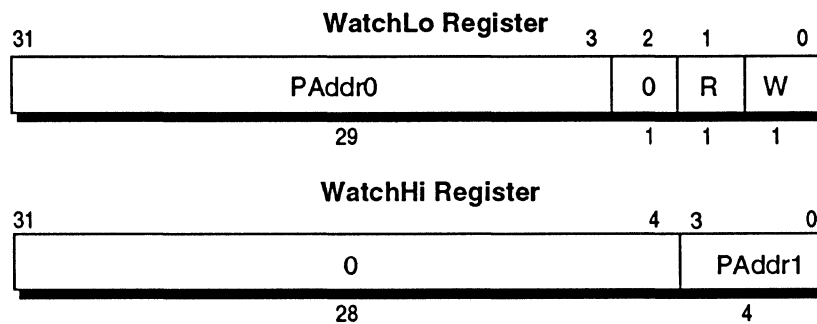 WatchLo Register
31 3 2 1 0
PAddr0 0 R W
29 1 1 1
WatchHi Register
31 4 3 0
0 PAddr1
28 4